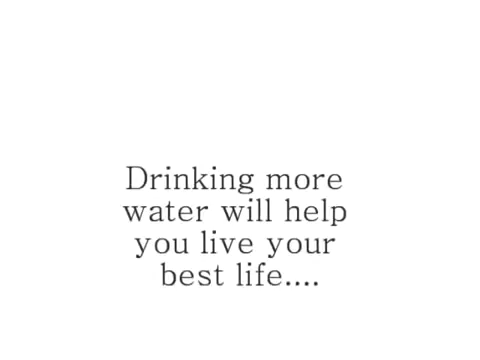 Drinking more
water will help
you live your
best life....